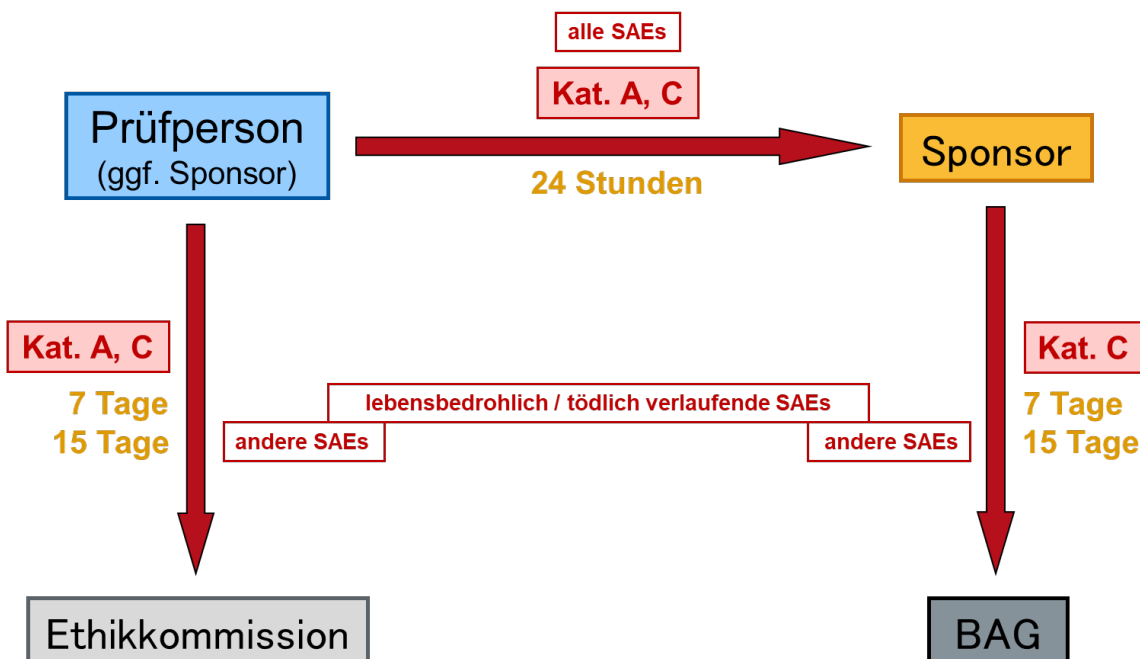 alle SAEs
Kat. A, C
Prüfperson
(ggf. Sponsor)
24 Stunden
Sponsor
Kat. A, C
7 Tage
15 Tage
lebensbedrohlich / tödlich verlaufende SAEs
andere SAEs
andere SAEs
Kat. C
7 Tage
15 Tage
Ethikkommission
BAG